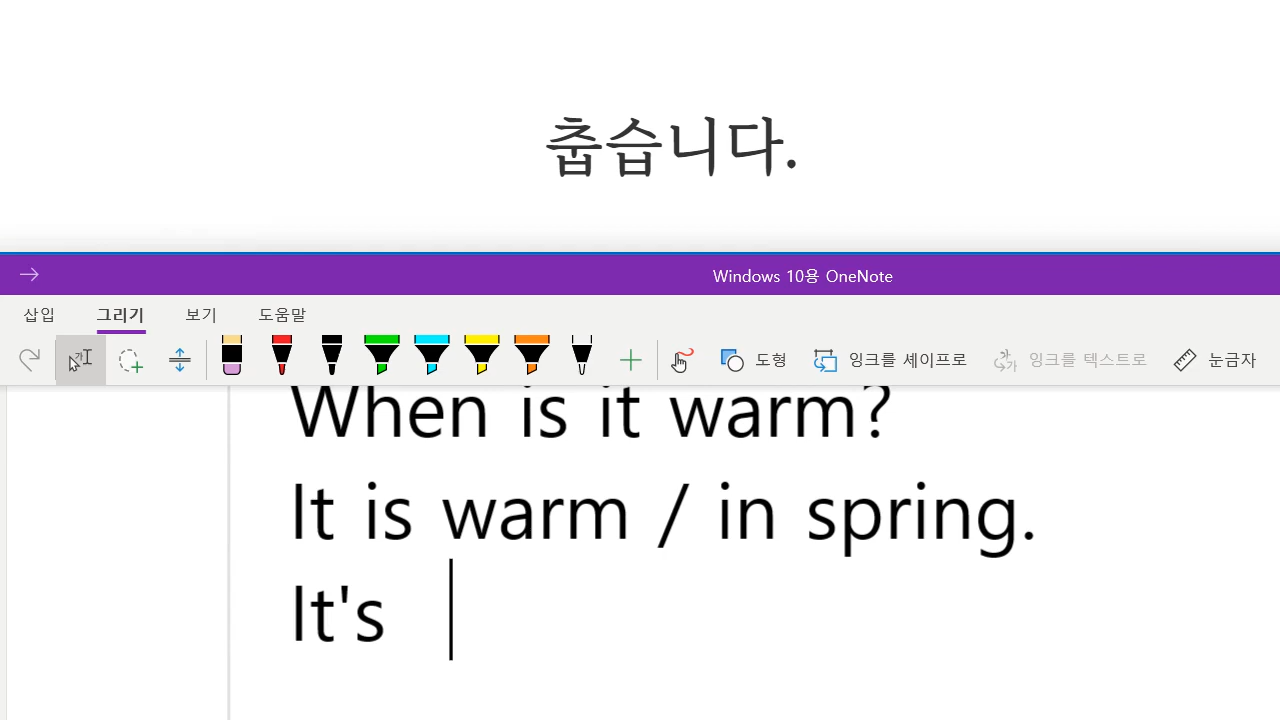 춥습니다.
Windows 10용 OneNote
삽입 그리기 보기 도움말
가 도형 잉크를 셰이프로 가 잉크를 텍스트로 눈금자
When is it warm?
It is warm / in spring.
It's